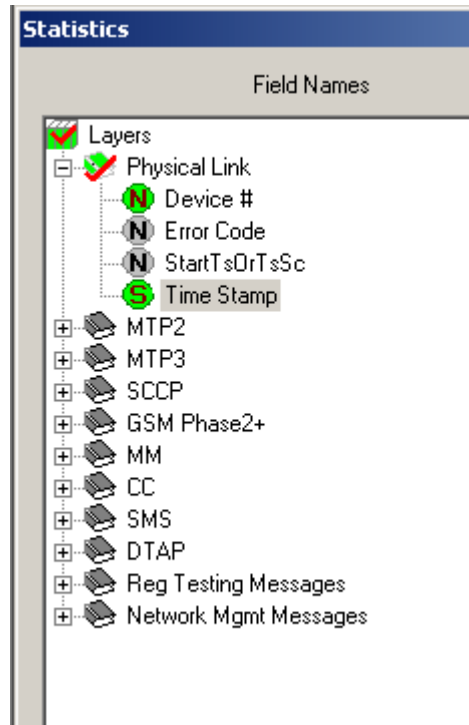 Statistics
Field Names
Layers
Physical Link
N Device #
N Error Code
N StartTsOrTsSc
S Time Stamp
MTP2
MTP3
SCCP
GSM Phase2+
MM
CC
SMS
DTAP
Reg Testing Messages
Network Mgmt Messages